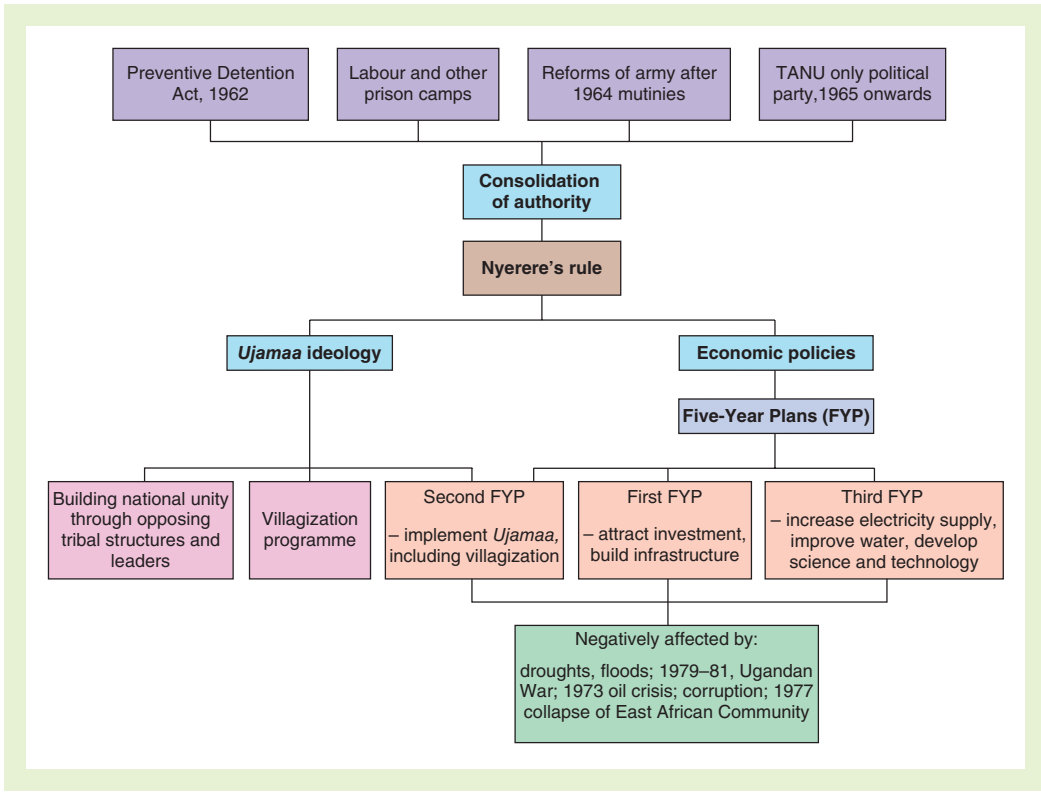 Preventive Detention
Act, 1962
Labour and other
prison camps
Reforms of army after
1964 mutinies
TANU only political
party,1965 onwards
Consolidation
of authority
Nyerere’s rule
Ujamaa ideology
Economic policies
Five-Year Plans (FYP)
Building national unity
through opposing
tribal structures and
leaders
Villagization
programme
Second FYP
– implement Ujamaa,
including villagization
First FYP
– attract investment,
build infrastructure
Third FYP
– increase electricity supply,
improve water, develop
science and technology
Negatively affected by:
droughts, floods; 1979–81, Ugandan
War; 1973 oil crisis; corruption; 1977
collapse of East African Community